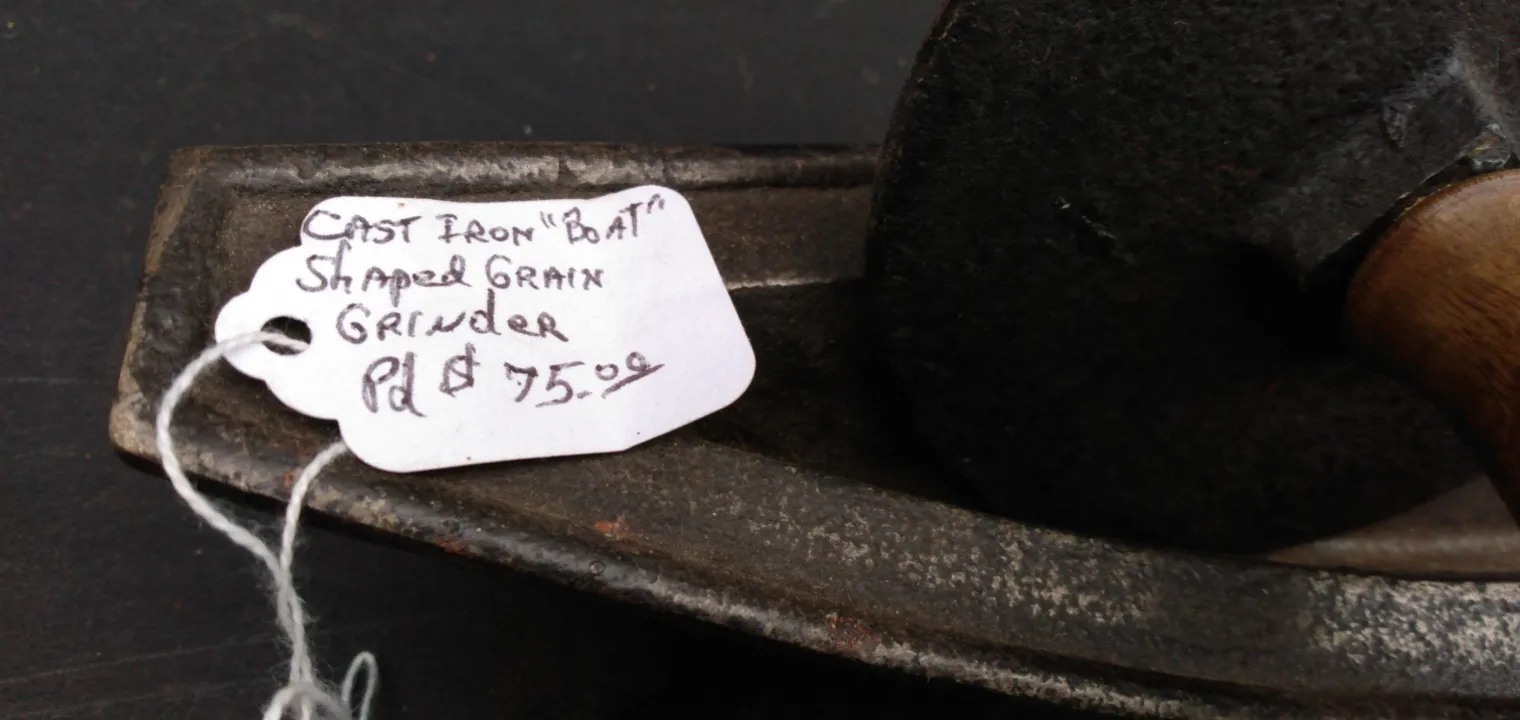 CAST IRON "BOAT"
ShAped GRAIN
GRINdeR
Pd $ 75.00